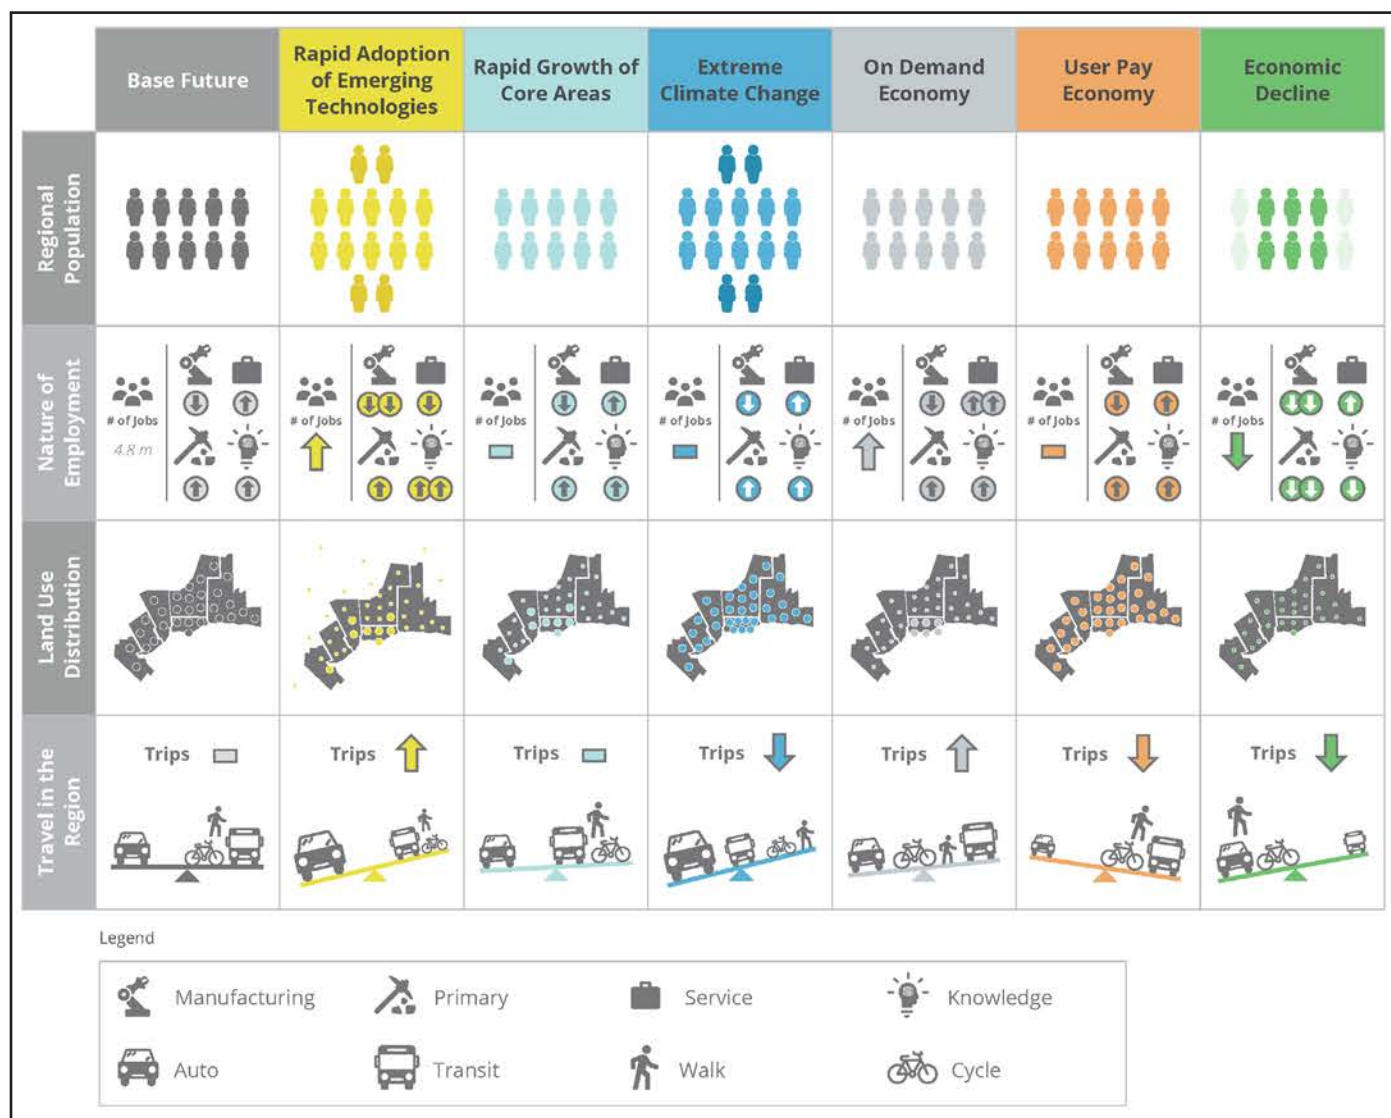 Base Future
Rapid Adoption
of Emerging
Technologies
Rapid Growth of
Core Areas
Extreme
Climate Change
On Demand
Economy
User Pay
Economy
Economic
Decline
Regional
Population
Nature of
Employment
# of Jobs
4.8 m
# of Jobs
# of Jobs
# of Jobs
# of Jobs
# of Jobs
# of Jobs
Land Use
Distribution
Travel in the
Region
Trips
Trips
Trips
Trips
Trips
Trips
Trips
Legend
Manufacturing
Primary
Service
Knowledge
Auto
Transit
Walk
Cycle